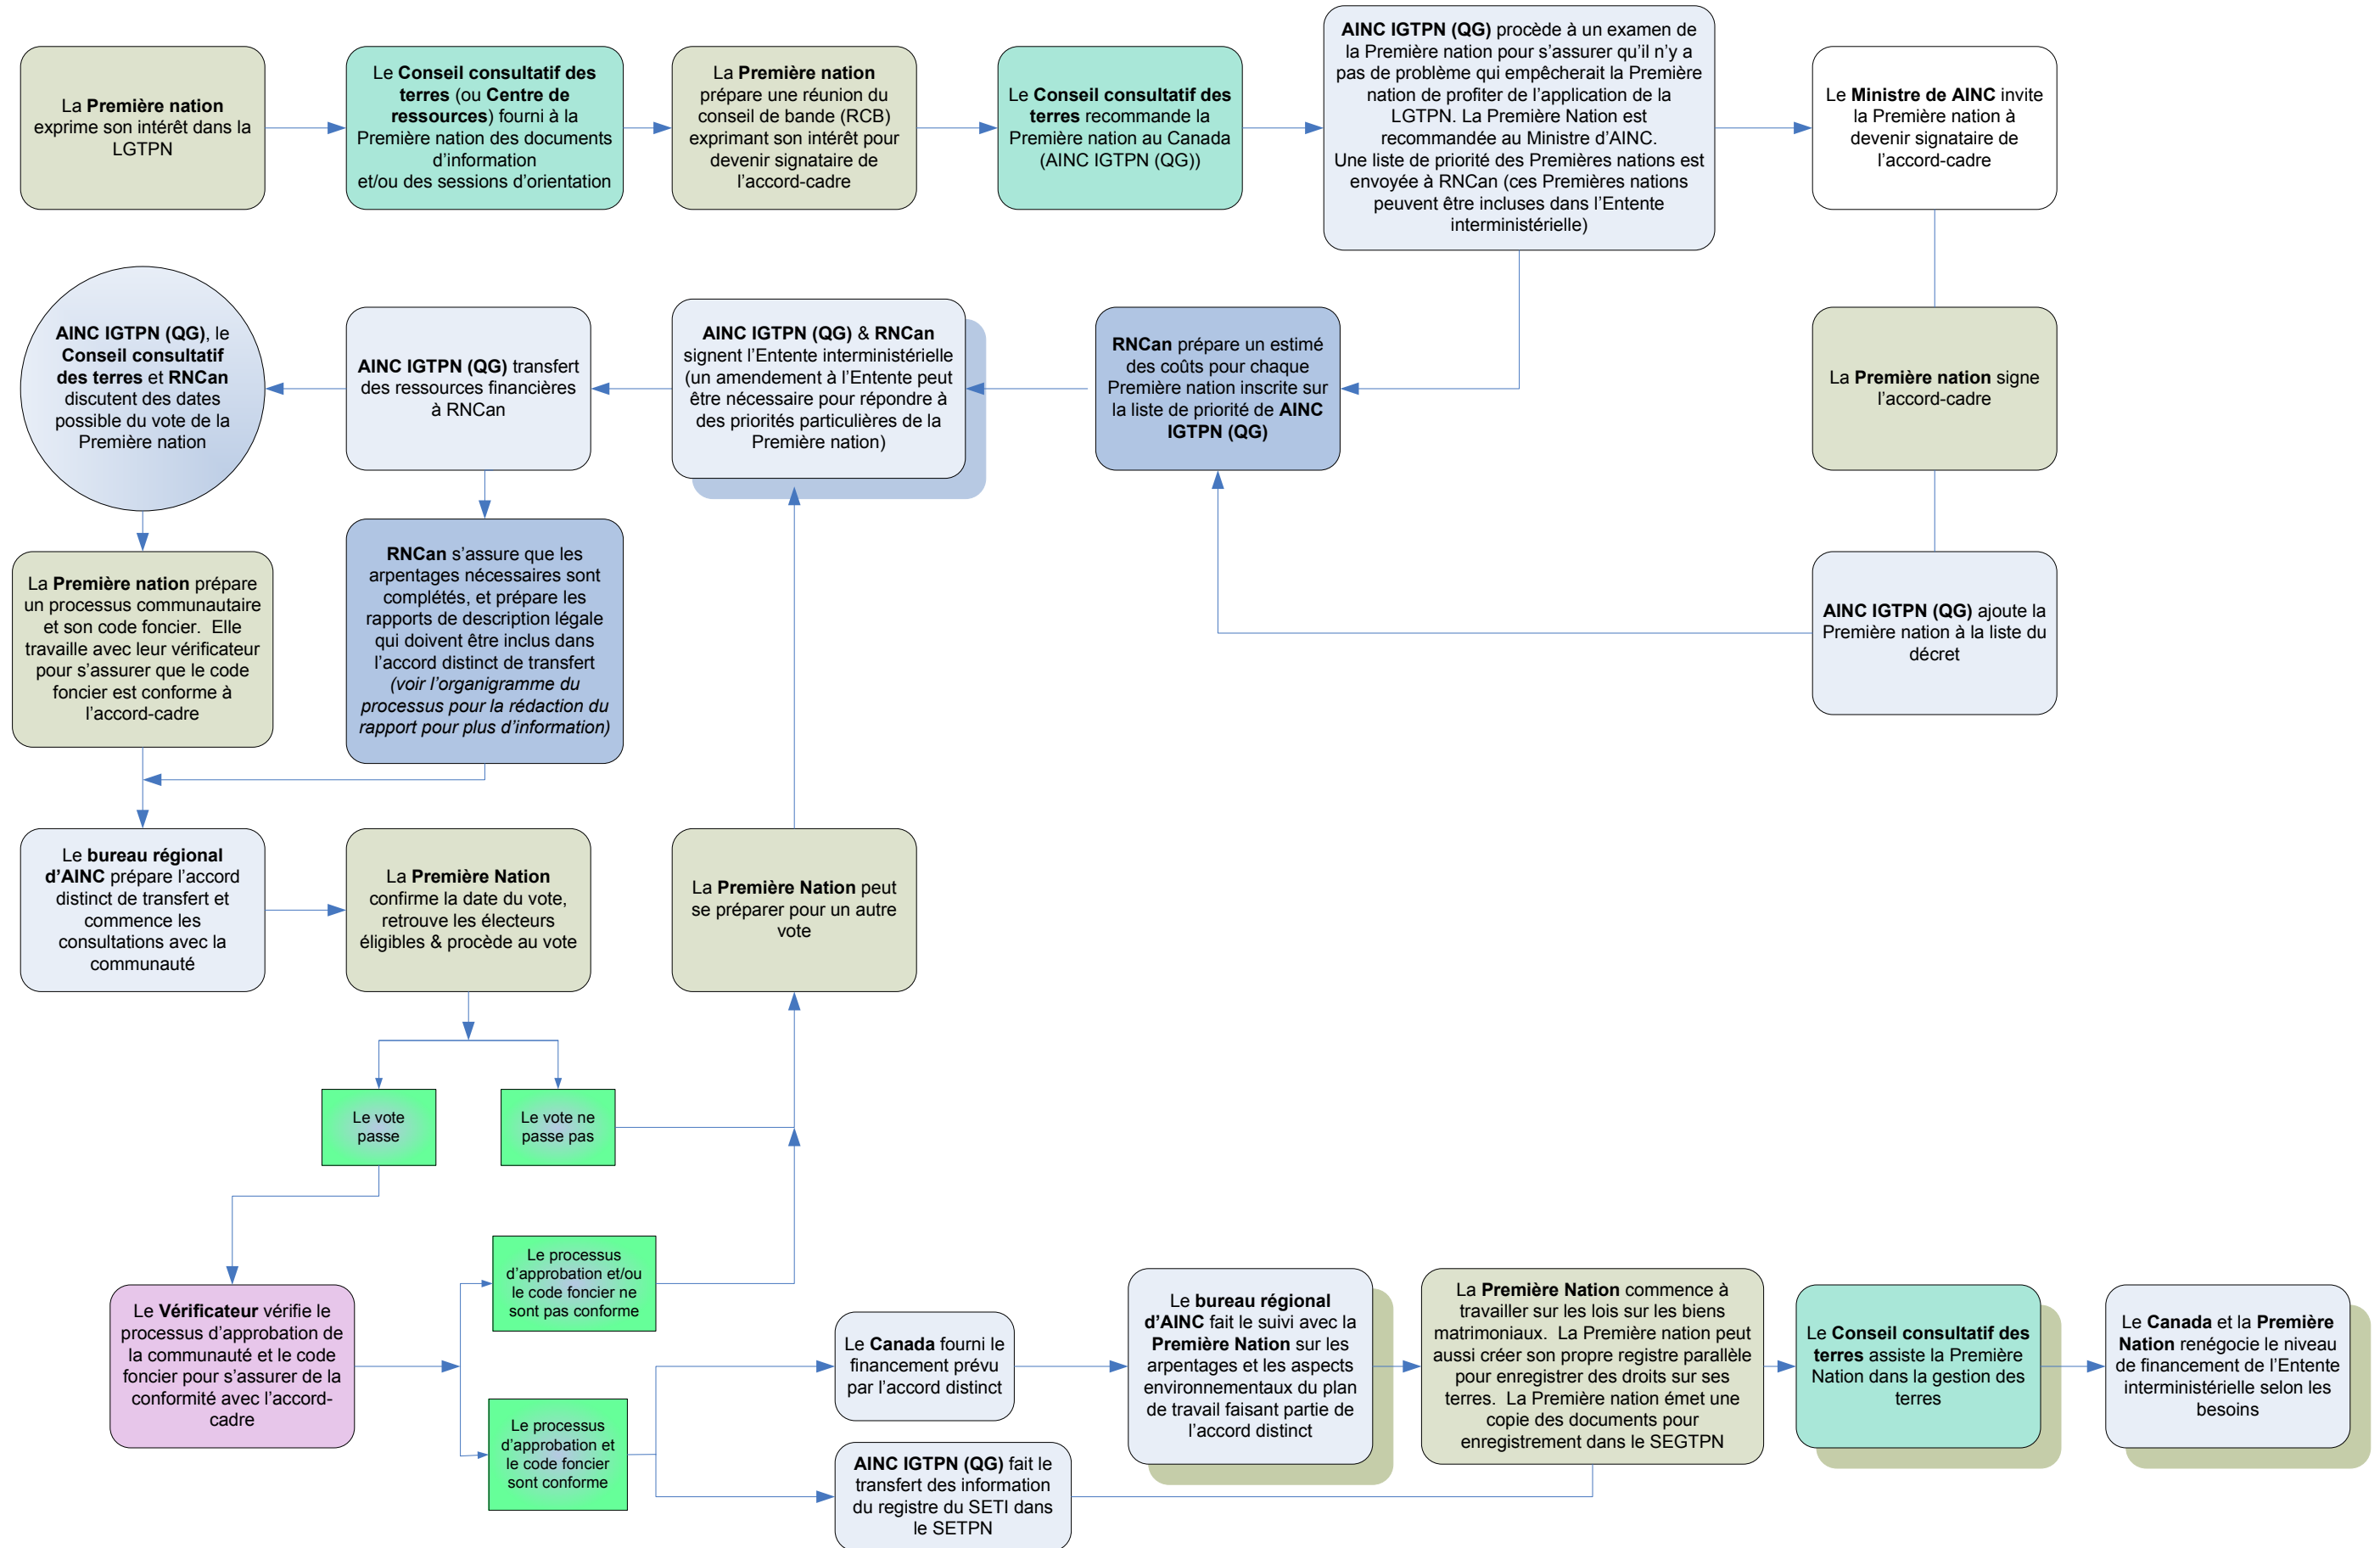 La Première nation
exprime son intérêt dans la
LGTPN
Le Conseil consultatif des
terres (ou Centre de
ressources) fourni à la
Première nation des documents
d’information
et/ou des sessions d’orientation
La Première nation
prépare une réunion du
conseil de bande (RCB)
exprimant son intérêt pour
devenir signataire de
l’accord-cadre
Le Conseil consultatif des
terres recommande la
Première nation au Canada
(AINC IGTPN (QG))
AINC IGTPN (QG) procède à un examen de
la Première nation pour s’assurer qu’il n’y a
pas de problème qui empêcherait la Première
nation de profiter de l’application de la
LGTPN. La Première Nation est
recommandée au Ministre d’AINC.
Une liste de priorité des Premières nations est
envoyée à RNCan (ces Premières nations
peuvent être incluses dans l’Entente
interministérielle)
Le Ministre de AINC invite
la Première nation à
devenir signataire de
l’accord-cadre
AINC IGTPN (QG), le
Conseil consultatif
des terres et RNCan
discutent des dates
possible du vote de la
Première nation
AINC IGTPN (QG) transfert
des ressources financières
à RNCan
AINC IGTPN (QG) & RNCan
signent l’Entente interministérielle
(un amendement à l’Entente peut
être nécessaire pour répondre à
des priorités particulières de la
Première nation)
RNCan prépare un estimé
des coûts pour chaque
Première nation inscrite sur
la liste de priorité de AINC
IGTPN (QG)
La Première nation signe
l’accord-cadre
La Première nation prépare
un processus communautaire
et son code foncier.  Elle
travaille avec leur vérificateur
pour s’assurer que le code
foncier est conforme à
l’accord-cadre
RNCan s’assure que les
arpentages nécessaires sont
complétés, et prépare les
rapports de description légale
qui doivent être inclus dans
l’accord distinct de transfert
(voir l’organigramme du
processus pour la rédaction du
rapport pour plus d’information)
AINC IGTPN (QG) ajoute la
Première nation à la liste du
décret
Le bureau régional
d’AINC prépare l’accord
distinct de transfert et
commence les
consultations avec la
communauté
La Première Nation
confirme la date du vote,
retrouve les électeurs
éligibles & procède au vote
La Première Nation peut
se préparer pour un autre
vote
Le vote
passe
Le vote ne
passe pas
Le Vérificateur vérifie le
processus d’approbation de
la communauté et le code
foncier pour s’assurer de la
conformité avec l’accord-
cadre
Le processus
d’approbation et/ou
le code foncier ne
sont pas conforme
Le processus
d’approbation et
le code foncier
sont conforme
Le Canada fourni le
financement prévu
par l’accord distinct
AINC IGTPN (QG) fait le
transfert des information
du registre du SETI dans
le SETPN
Le bureau régional
d’AINC fait le suivi avec la
Première Nation sur les
arpentages et les aspects
environnementaux du plan
de travail faisant partie de
l’accord distinct
La Première Nation commence à
travailler sur les lois sur les biens
matrimoniaux.  La Première nation peut
aussi créer son propre registre parallèle
pour enregistrer des droits sur ses
terres.  La Première nation émet une
copie des documents pour
enregistrement dans le SEGTPN
Le Conseil consultatif des
terres assiste la Première
Nation dans la gestion des
terres
Le Canada et la Première
Nation renégocie le niveau
de financement de l’Entente
interministérielle selon les
besoins